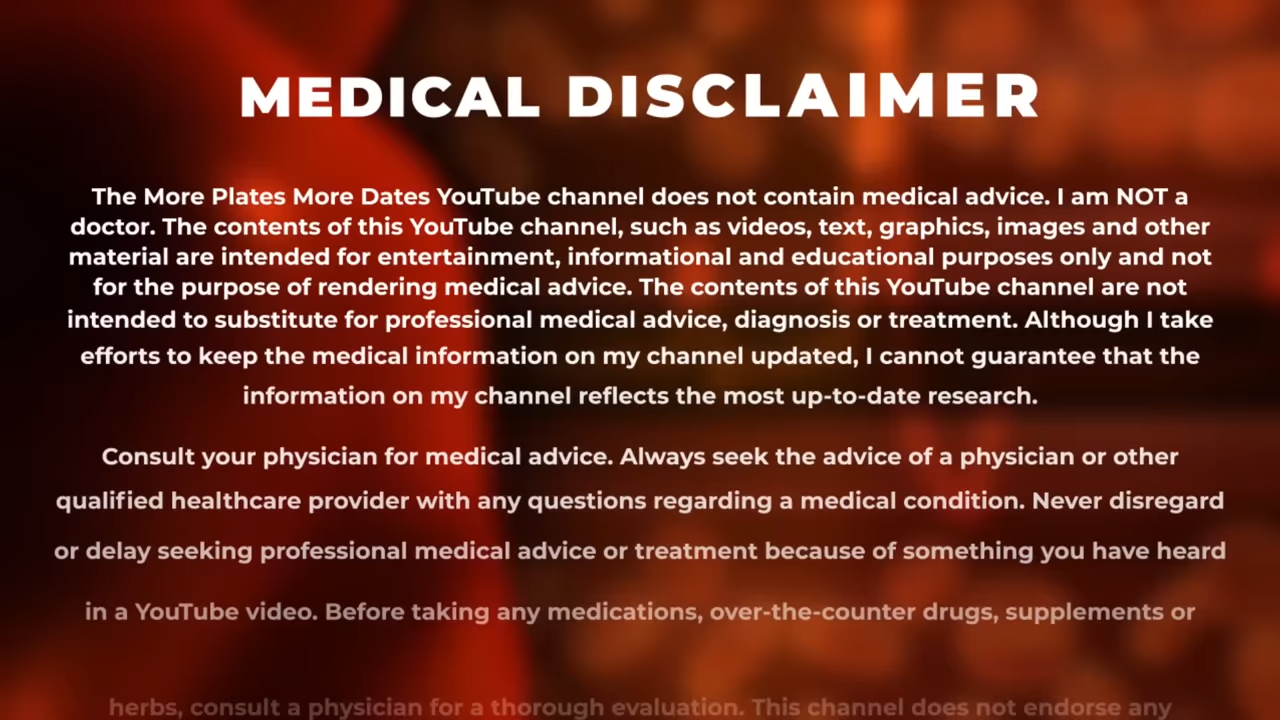 MEDICAL DISCLAIMER
The More Plates More Dates YouTube channel does not contain medical advice. I am NOT a
doctor. The contents of this YouTube channel, such as videos, text, graphics, images and other
material are intended for entertainment, informational and educational purposes only and not
for the purpose of rendering medical advice. The contents of this YouTube channel are not
intended to substitute for professional medical advice, diagnosis or treatment. Although I take
efforts to keep the medical information on my channel updated, I cannot guarantee that the
information on my channel reflects the most up-to-date research.
Consult your physician for medical advice. Always seek the advice of a physician or other
qualified healthcare provider with any questions regarding a medical condition. Never disregard
or delay seeking professional medical advice or treatment because of something you have heard
in a YouTube video. Before taking any medications, over-the-counter drugs, supplements or
herbs, consult a physician for a thorough evaluation. This channel does not endorse any